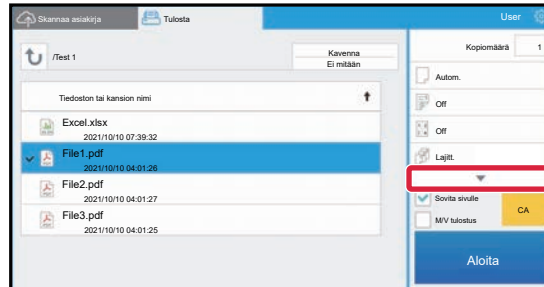 Skannaa asiakirja
Tulosta
User
/Test 1
Kavenna
Ei mitään
Kopiomäärä
1
Tiedoston tai kansion nimi
Autom.
Off
Off
Lajitt.
Excel.xlsx
2021/10/10 07:39:32
File1.pdf
2021/10/10 04:01:26
File2.pdf
2021/10/10 04:01:27
File3.pdf
2021/10/10 04:01:25
Sovita sivulle
M/V tulostus
CA
Aloita